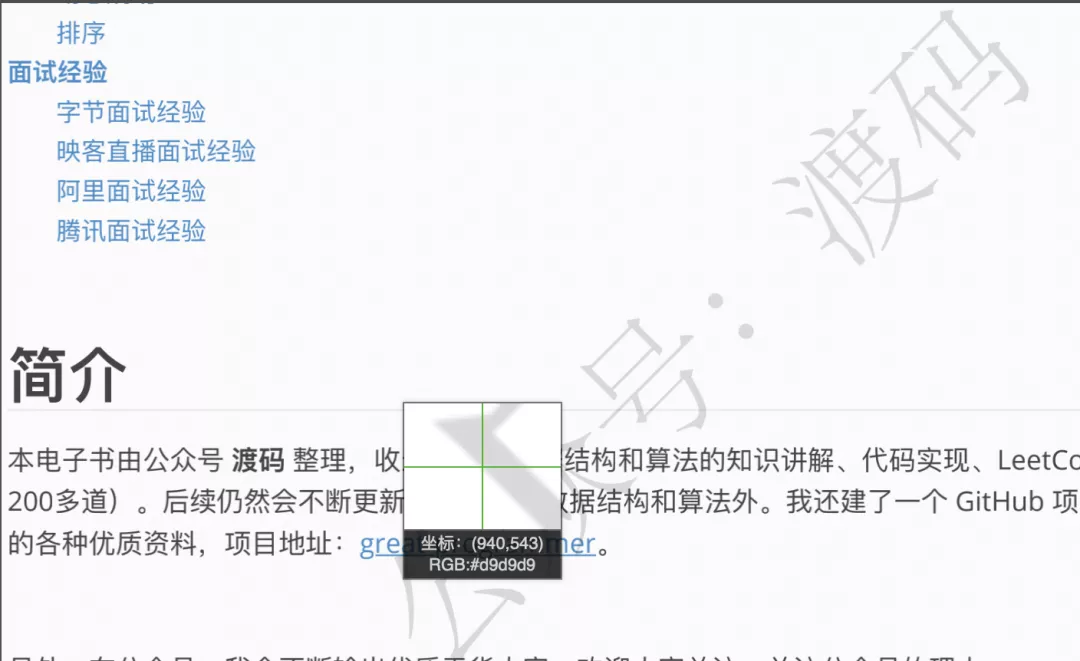 排序
面试经验
字节面试经验
映客直播面试经验
阿里面试经验
腾讯面试经验
简介
本电子书由公众号 渡码 整理，收 结构和算法的知识讲解、代码实现、LeetCo
200多道）。后续仍然会不断更新 数据结构和算法外。我还建了一个 GitHub 项
的各种优质资料，项目地址： grea mer。
坐标：(940,543)
RGB:#d9d9d9
公众号：渡码